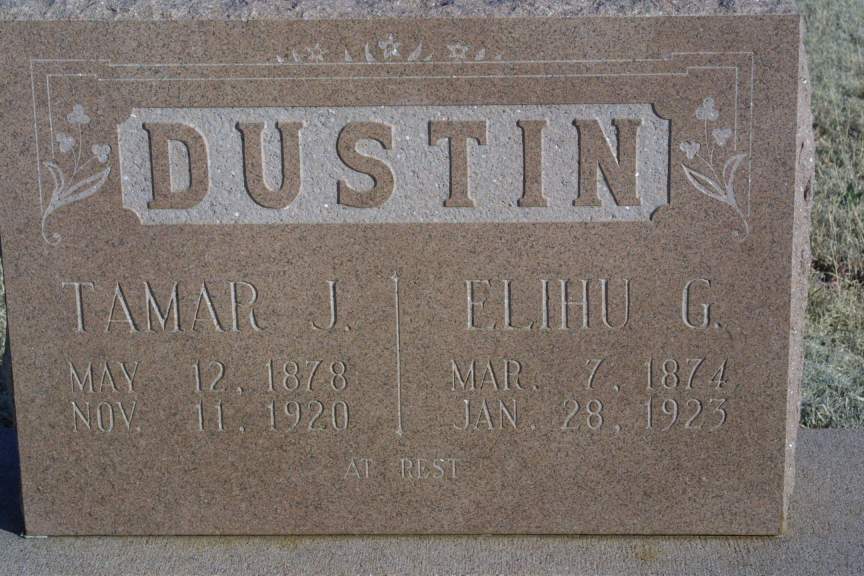 DUSTIN
TAMAR J. ELIHU G.
MAY 12, 1878 MAR. 7, 1874
NOV. 11, 1920 JAN. 28, 1923
AT REST